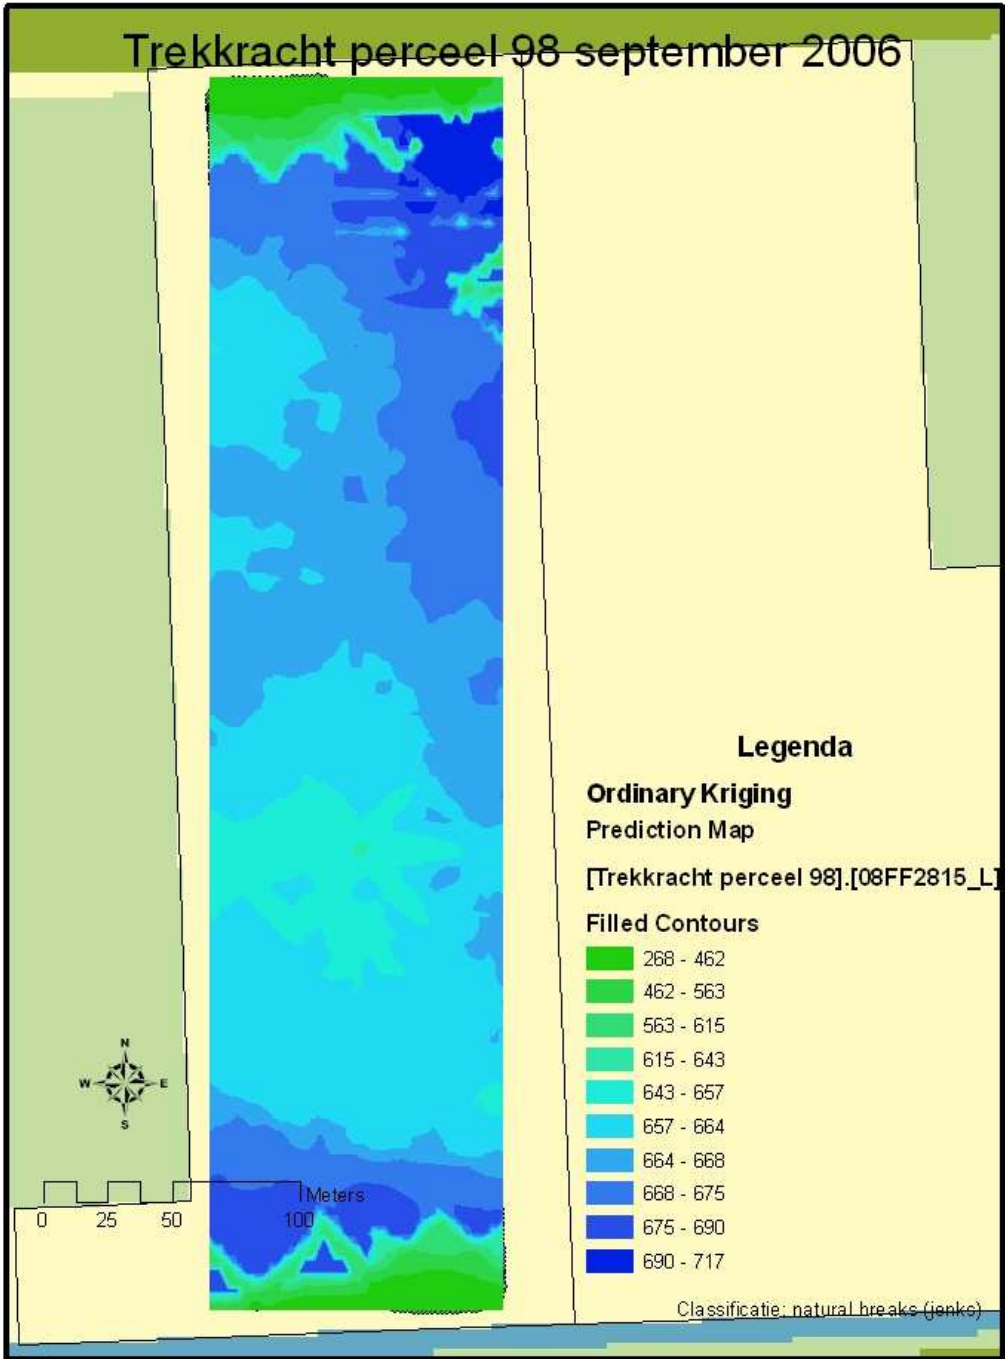 Trekkracht perceel 98 september 2006
Legenda
Ordinary Kriging
Prediction Map
[Trekkracht perceel 98].[08FF2815_L]
Filled Contours
268 - 462
462 - 563
563 - 615
615 - 643
643 - 657
657 - 664
664 - 668
668 - 675
675 - 690
690 - 717
N
W E
S
Meters
0 25 50 100
Classificatie: natural breaks (jenks)